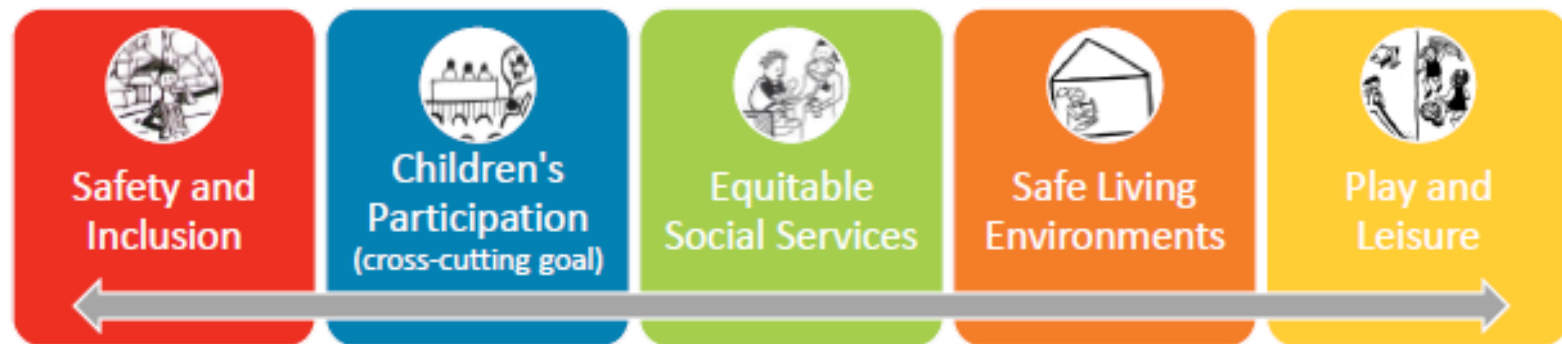 Safety and
Inclusion
Children's
Participation
(cross-cutting goal)
Equitable
Social Services
Safe Living
Environments
Play and
Leisure